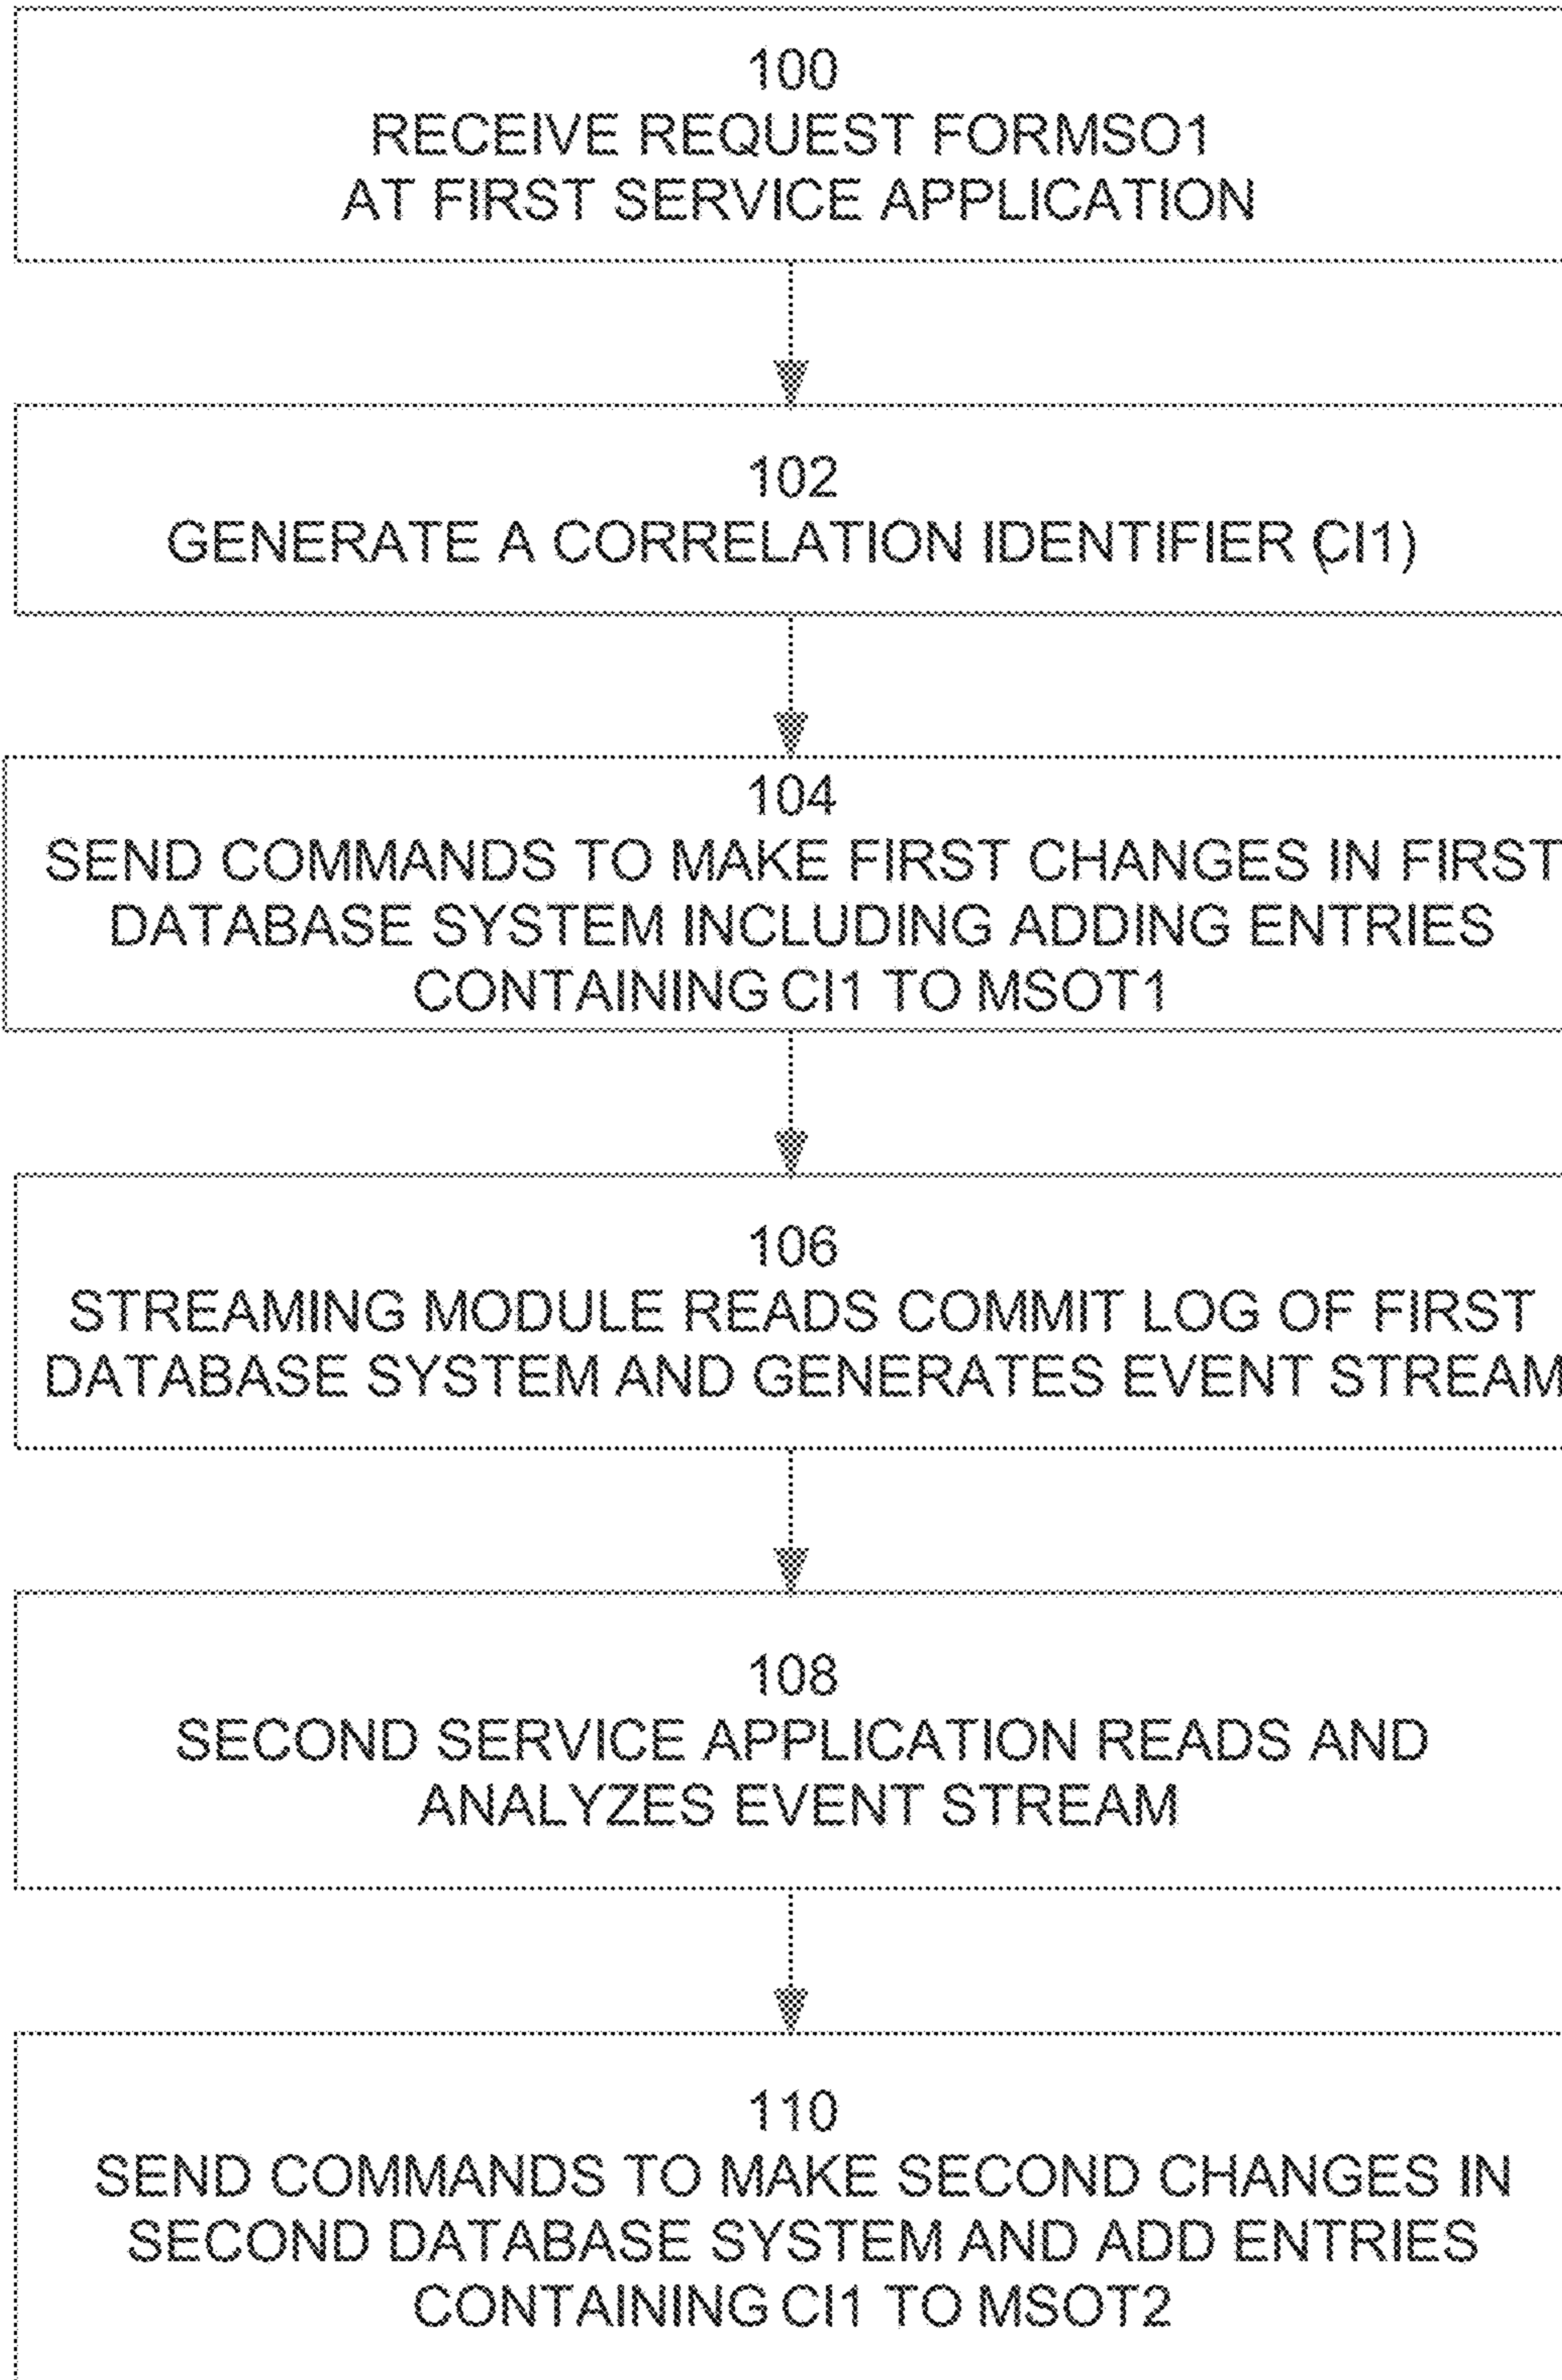 100
RECEIVE REQUEST FORMSO1
AT FIRST SERVICE APPLICATION
102
GENERATE A CORRELATION IDENTIFIER (CI1)
104
SEND COMMANDS TO MAKE FIRST CHANGES IN FIRST
DATABASE SYSTEM INCLUDING ADDING ENTRIES
CONTAINING CI1 TO MSOT1
106
STREAMING MODULE READS COMMIT LOG OF FIRST
DATABASE SYSTEM AND GENERATES EVENT STREAM
108
SECOND SERVICE APPLICATION READS AND
ANALYZES EVENT STREAM
110
SEND COMMANDS TO MAKE SECOND CHANGES IN
SECOND DATABASE SYSTEM AND ADD ENTRIES
CONTAINING CI1 TO MSOT2